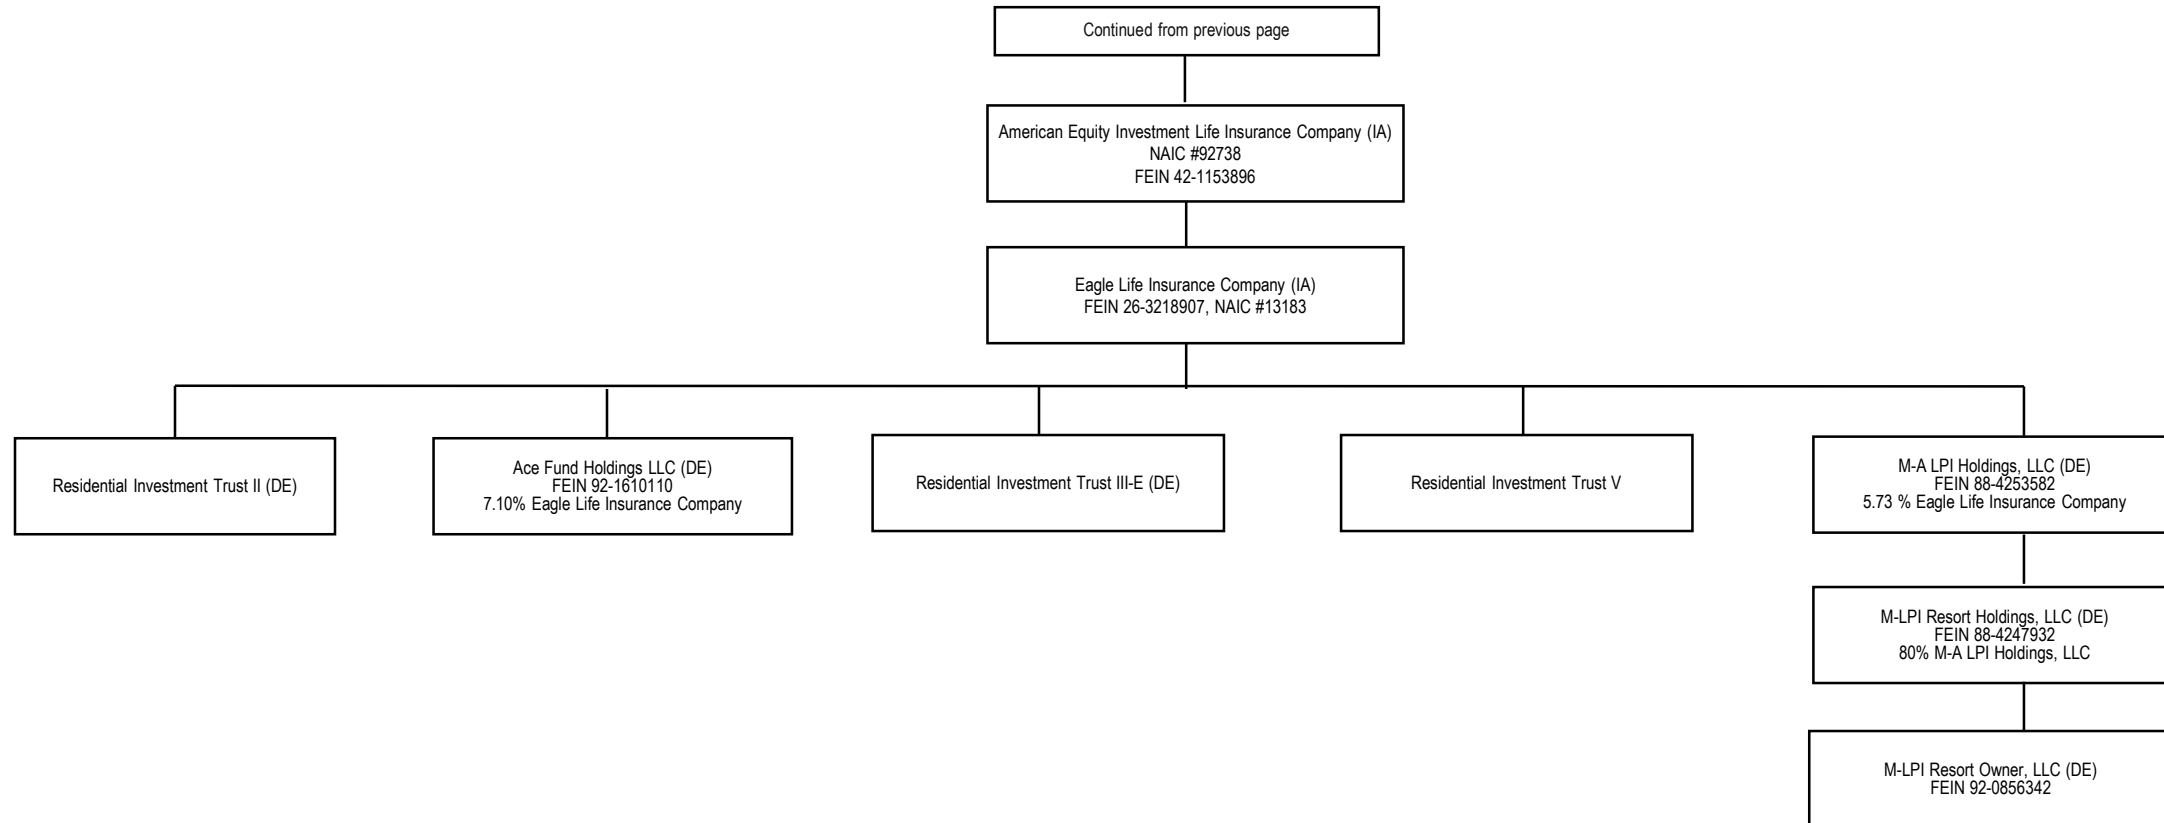 Continued from previous page
American Equity Investment Life Insurance Company (IA)
NAIC #92738
FEIN 42-1153896
Eagle Life Insurance Company (IA)
FEIN 26-3218907, NAIC #13183
Residential Investment Trust II (DE)
Ace Fund Holdings LLC (DE)
FEIN 92-1610110
7.10% Eagle Life Insurance Company
Residential Investment Trust III-E (DE)
Residential Investment Trust V
M-A LPI Holdings, LLC (DE)
FEIN 88-4253582
5.73 % Eagle Life Insurance Company
M-LPI Resort Holdings, LLC (DE)
FEIN 88-4247932
80% M-A LPI Holdings, LLC
M-LPI Resort Owner, LLC (DE)
FEIN 92-0856342